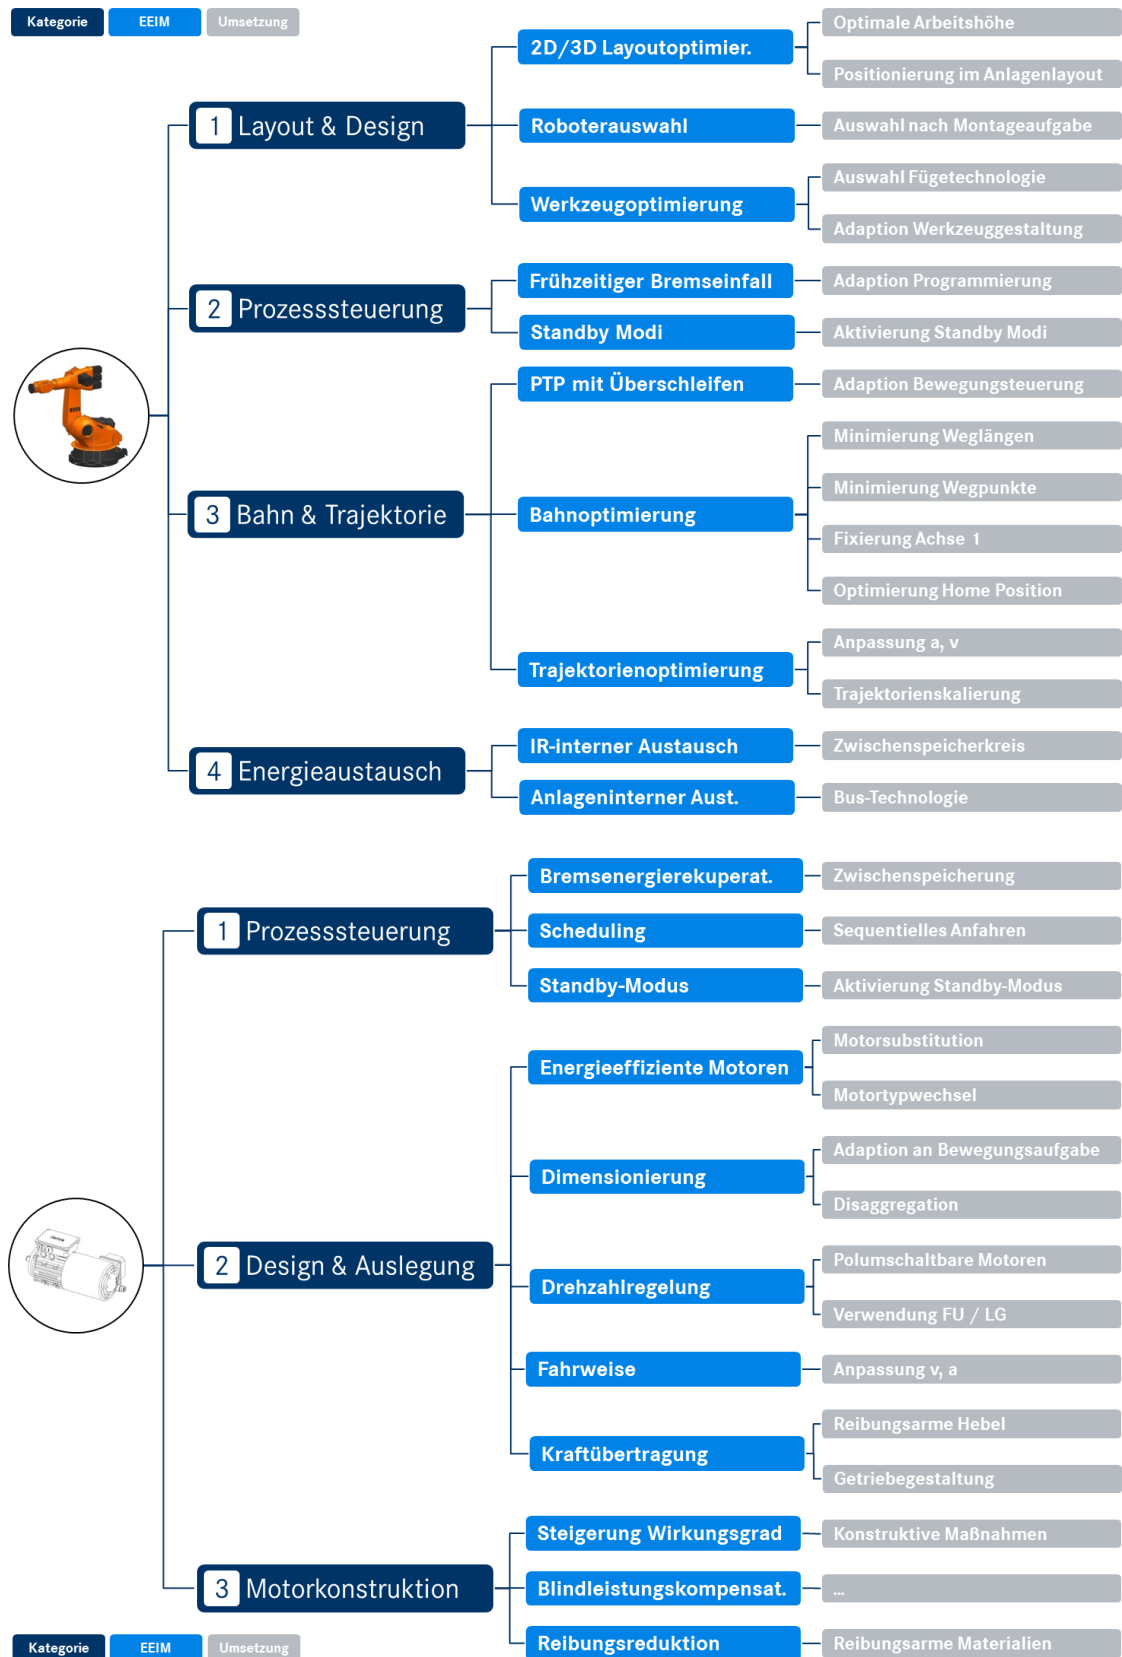 Kategorie EEIM Umsetzung
1 Layout & Design
2D/3D Layoutoptimier.
Optimale Arbeitshöhe
Positionierung im Anlagenlayout
Roboterauswahl
Auswahl nach Montageaufgabe
Werkzeugoptimierung
Auswahl Fügetechnologie
Adaption Werkzeuggestaltung
2 Prozesssteuerung
Frühzeitiger Bremseinfall
Adaption Programmierung
Standby Modi
Aktivierung Standby Modi
3 Bahn & Trajektorie
PTP mit Überschleifen
Adaption Bewegungsteuerung
Bahnoptimierung
Minimierung Weglängen
Minimierung Wegpunkte
Fixierung Achse 1
Optimierung Home Position
Trajektorienoptimierung
Anpassung a, v
Trajektorienskalierung
4 Energieaustausch
IR-interner Austausch
Zwischenspeicherkreis
Anlageninterner Aust.
Bus-Technologie
1 Prozesssteuerung
Bremsenergierekuperat.
Zwischenspeicherung
Scheduling
Sequentielles Anfahren
Standby-Modus
Aktivierung Standby-Modus
2 Design & Auslegung
Energieeffiziente Motoren
Motorsubstitution
Motortypwechsel
Dimensionierung
Adaption an Bewegungsaufgabe
Disaggregation
Drehzahlregelung
Polumschaltbare Motoren
Verwendung FU / LG
Fahrweise
Anpassung v, a
Kraftübertragung
Reibungsarme Hebel
Getriebegestaltung
3 Motorkonstruktion
Steigerung Wirkungsgrad
Konstruktive Maßnahmen
Blindleistungskompensat.
...
Reibungsreduktion
Reibungsarme Materialien
Kategorie EEIM Umsetzung